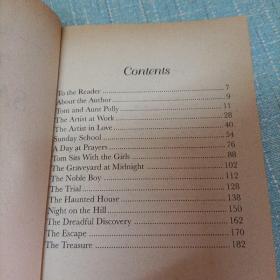 Contents
To the Reader 7
About the Author 9
Tom and Aunt Polly 11
The Artist at Work 28
The Artist in Love 40
Sunday School 54
A Day at Prayers 76
Tom Sits With the Girls 88
The Graveyard at Midnight 102
The Noble Boy 112
The Trial 128
The Haunted House 138
Night on the Hill 150
The Dreadful Discovery 162
The Escape 170
The Treasure 182